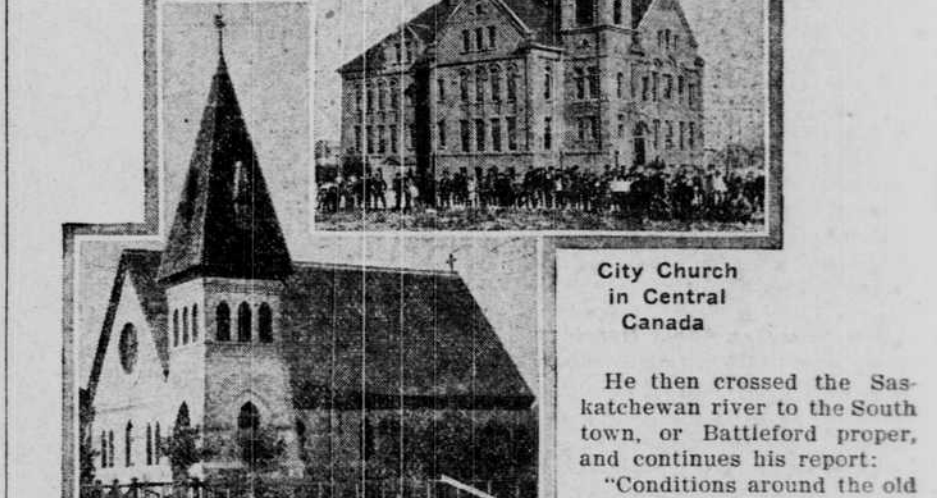 City Church
in Central
Canada
He then crossed the Sas-
katchewan river to the South
town, or Battleford proper,
and continues his report:
"Conditions around the old